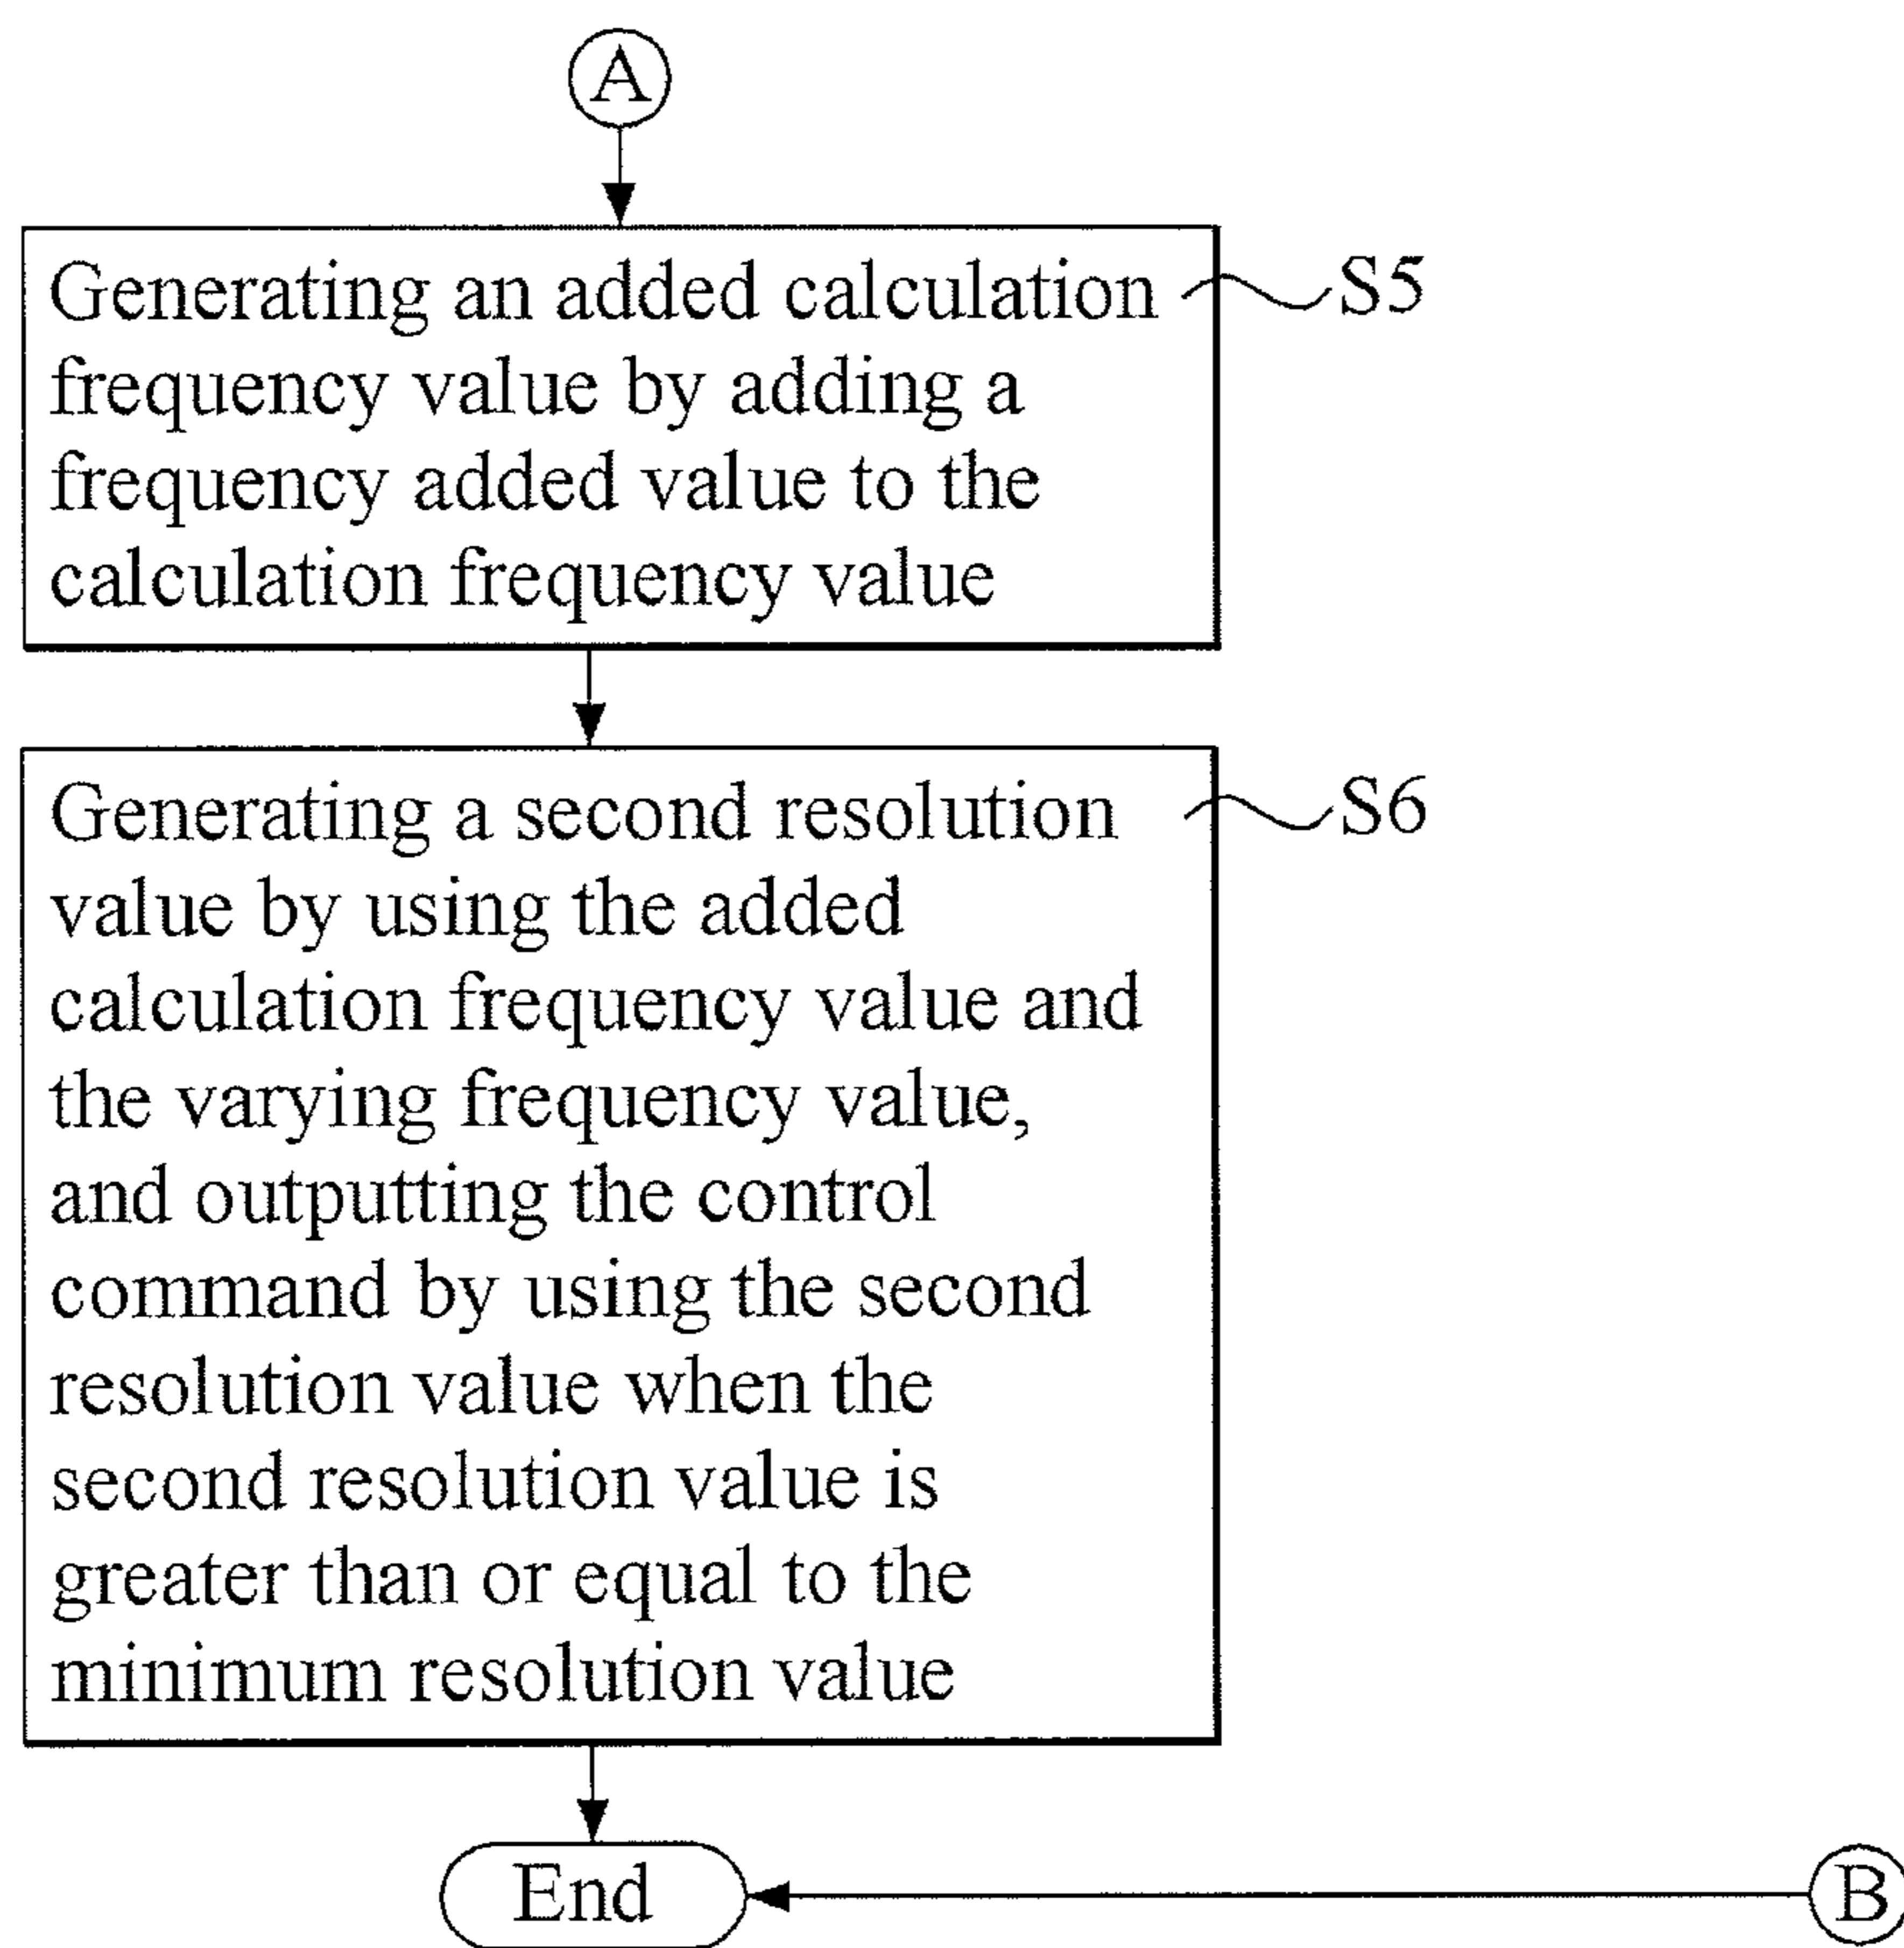 A
Generating an added calculation
frequency value by adding a
frequency added value to the
calculation frequency value
S5
Generating a second resolution
value by using the added
calculation frequency value and
the varying frequency value,
and outputting the control
command by using the second
resolution value when the
second resolution value is
greater than or equal to the
minimum resolution value
S6
End
B